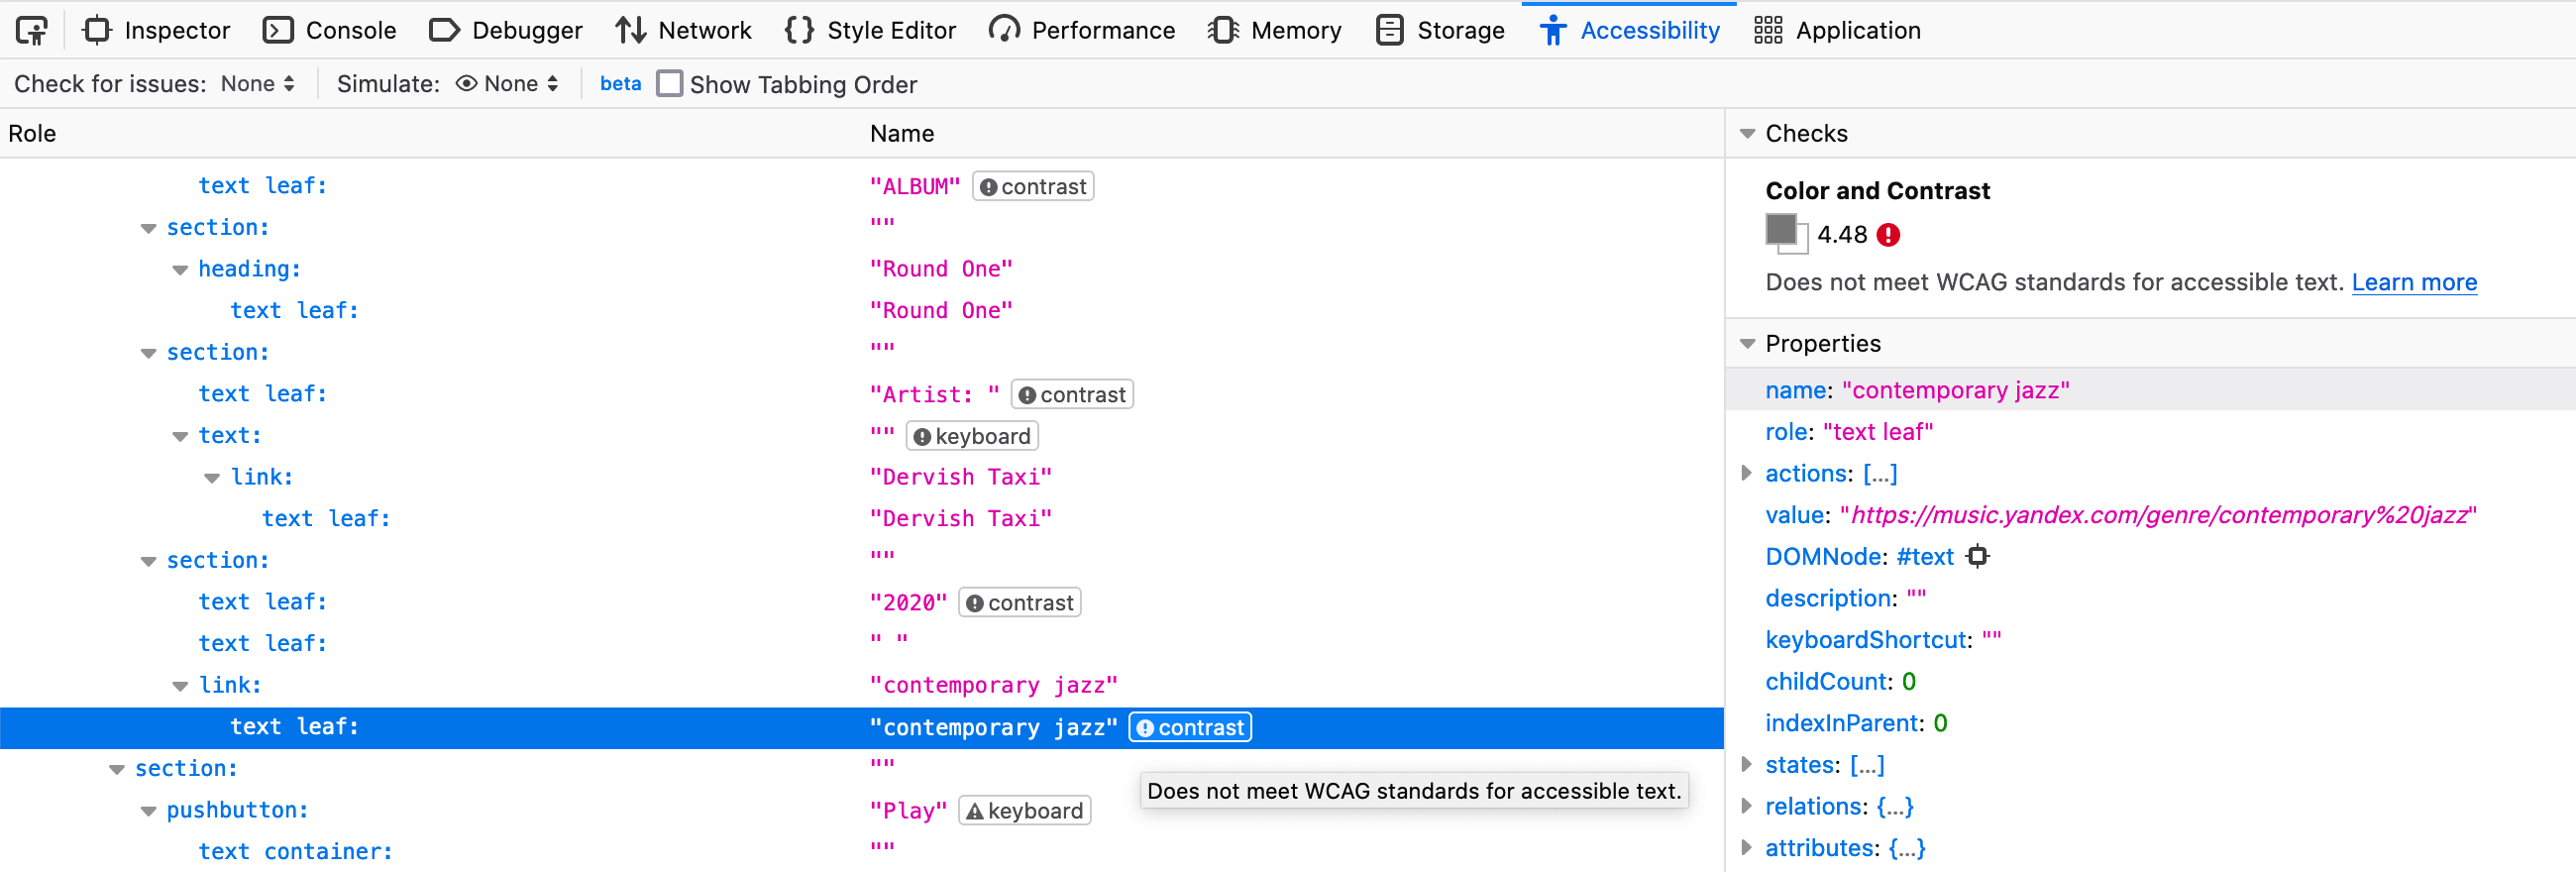 Inspector Console Debugger Network Style Editor Performance Memory Storage Accessibility Application
Check for issues: None Simulate: None beta Show Tabbing Order
Role Name
text leaf: "ALBUM" contrast
section: ""
heading: "Round One"
text leaf: "Round One"
section: ""
text leaf: "Artist: " contrast
text: "" keyboard
link: "Dervish Taxi"
text leaf: "Dervish Taxi"
section: ""
text leaf: "2020" contrast
text leaf: " "
link: "contemporary jazz"
text leaf: "contemporary jazz" contrast
section: ""
Does not meet WCAG standards for accessible text.
pushbutton: "Play" keyboard
text container: ""
Checks
Color and Contrast
4.48
Does not meet WCAG standards for accessible text. Learn more
Properties
name: "contemporary jazz"
role: "text leaf"
actions: […]
value: "https://music.yandex.com/genre/contemporary%20jazz"
DOMNode: #text
description: ""
keyboardShortcut: ""
childCount: 0
indexInParent: 0
states: […]
relations: {…}
attributes: {…}